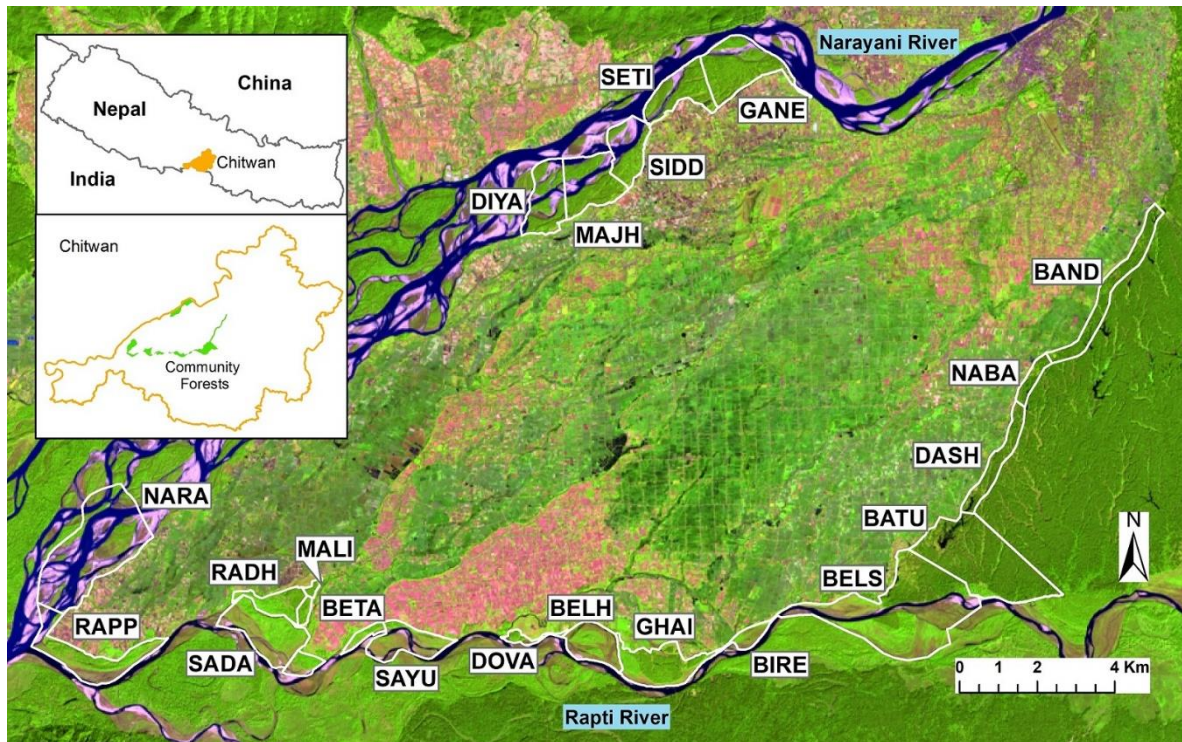 China
Nepal
Chitwan
India
Chitwan
Community
Forests
Narayani River
SETI
GANE
SIDD
DIYA
MAJH
BAND
NABA
DASH
NARA
BATU
MALI
RADH
BELS
BETA
BELH
RAPP
GHAI
SADA
SAYU
DOVA
BIRE
N
0 1 2 4 Km
Rapti River